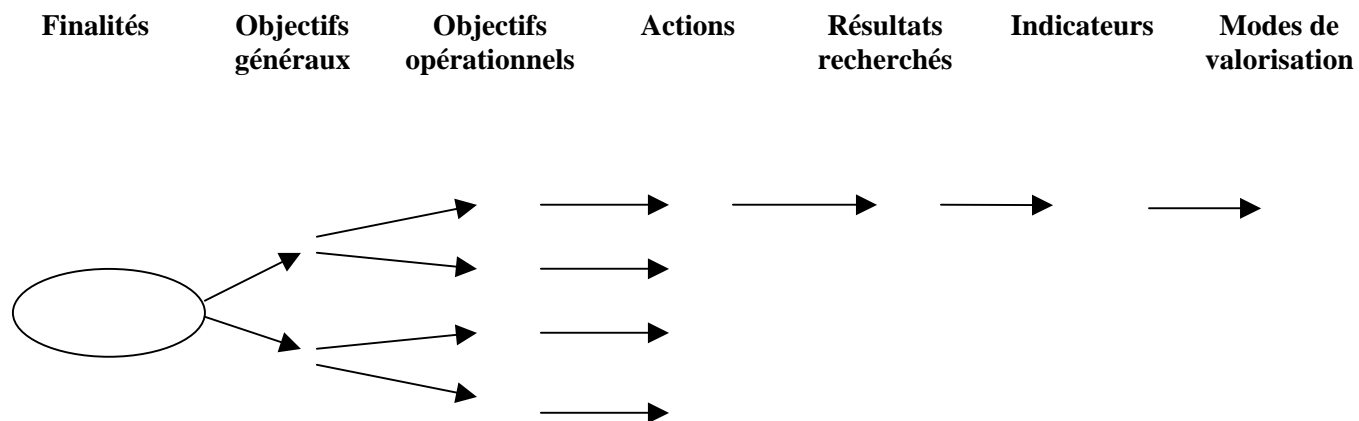 Finalités
Objectifs
généraux
Objectifs
opérationnels
Actions
Résultats
recherchés
Indicateurs
Modes de
valorisation